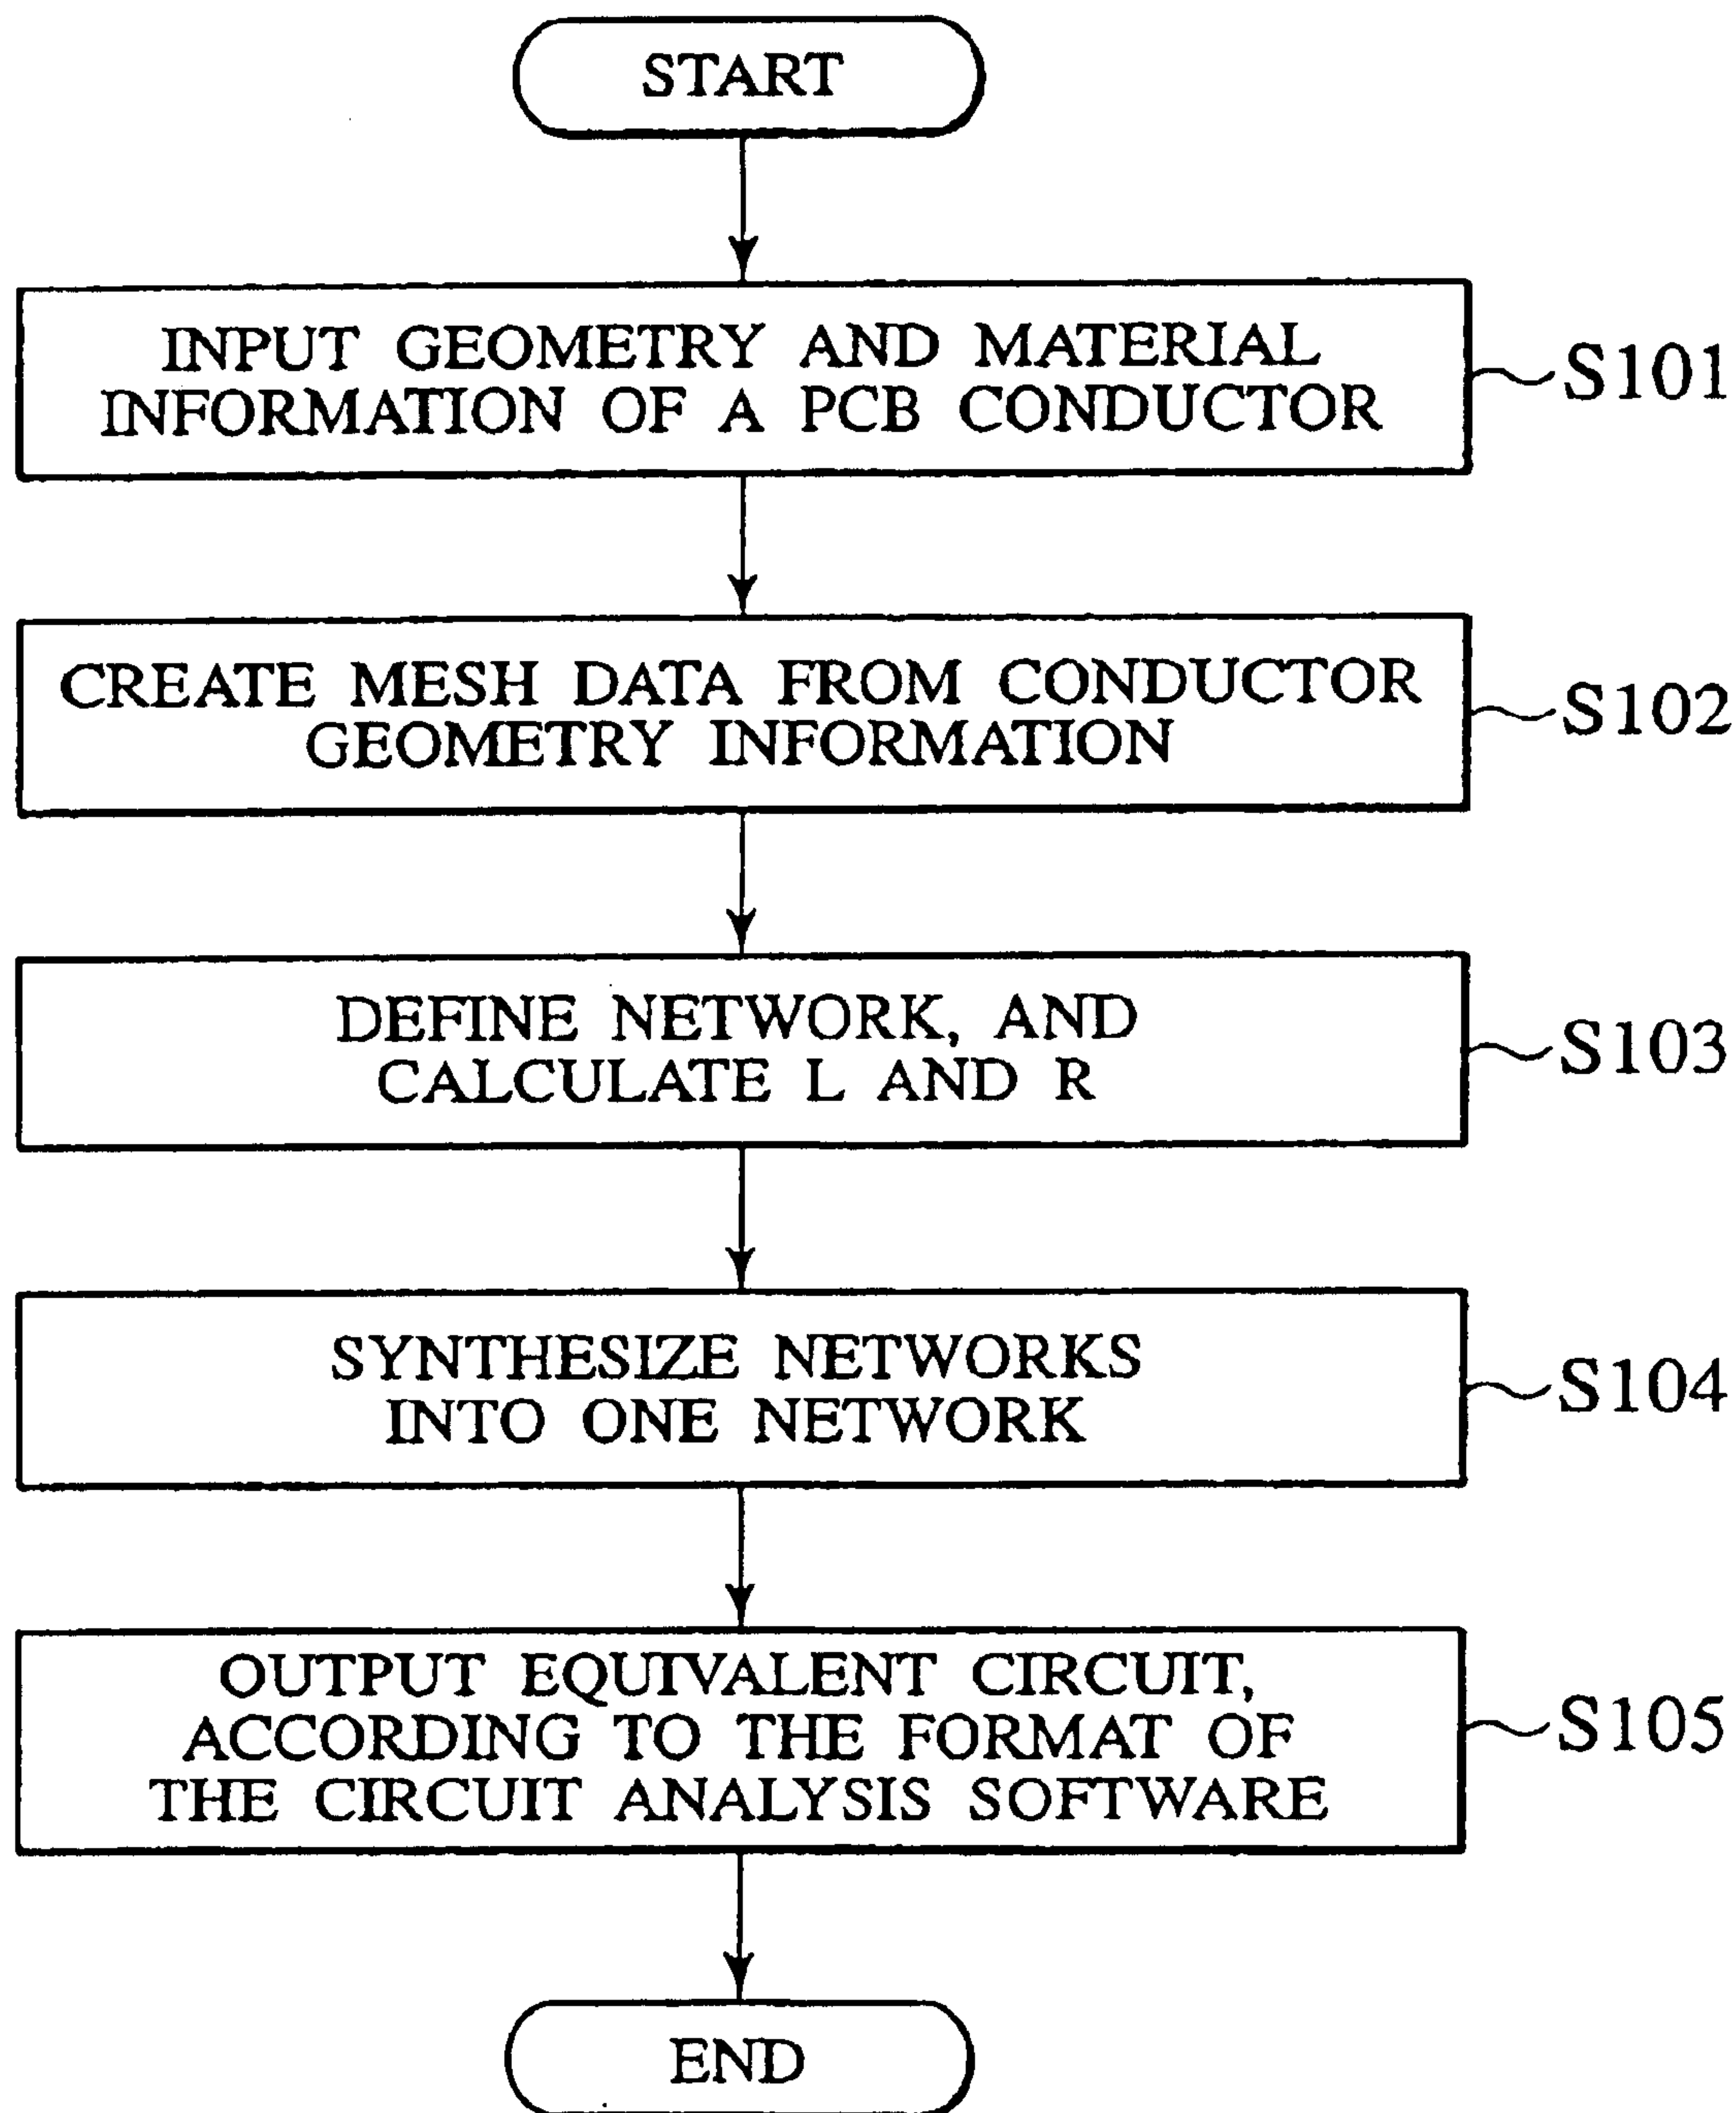 START
INPUT GEOMETRY AND MATERIAL
INFORMATION OF A PCB CONDUCTOR
S101
CREATE MESH DATA FROM CONDUCTOR
GEOMETRY INFORMATION
S102
DEFINE NETWORK, AND
CALCULATE L AND R
S103
SYNTHESIZE NETWORKS
INTO ONE NETWORK
S104
OUTPUT EQUIVALENT CIRCUIT,
ACCORDING TO THE FORMAT OF
THE CIRCUIT ANALYSIS SOFTWARE
S105
END